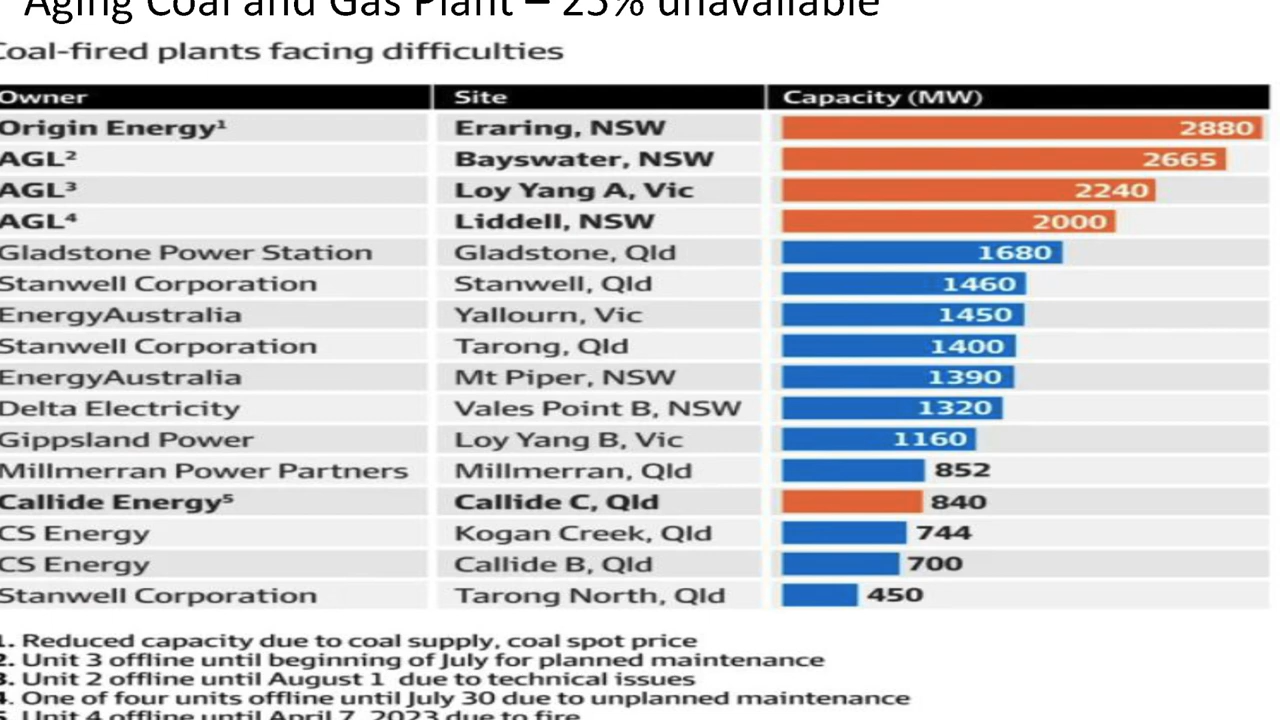 Aging Coal and Gas Plant – 25% unavailable
Coal-fired plants facing difficulties
Owner Site Capacity (MW)
Origin Energy¹ Eraring, NSW 2880
AGL² Bayswater, NSW 2665
AGL³ Loy Yang A, Vic 2240
AGL⁴ Liddell, NSW 2000
Gladstone Power Station Gladstone, Qld 1680
Stanwell Corporation Stanwell, Qld 1460
EnergyAustralia Yallourn, Vic 1450
Stanwell Corporation Tarong, Qld 1400
EnergyAustralia Mt Piper, NSW 1390
Delta Electricity Vales Point B, NSW 1320
Gippsland Power Loy Yang B, Vic 1160
Millmerran Power Partners Millmerran, Qld 852
Callide Energy⁵ Callide C, Qld 840
CS Energy Kogan Creek, Qld 744
CS Energy Callide B, Qld 700
Stanwell Corporation Tarong North, Qld 450
1. Reduced capacity due to coal supply, coal spot price
2. Unit 3 offline until beginning of July for planned maintenance
3. Unit 2 offline until August 1 due to technical issues
4. One of four units offline until July 30 due to unplanned maintenance
5. Unit 4 offline until April 7, 2023 due to fire